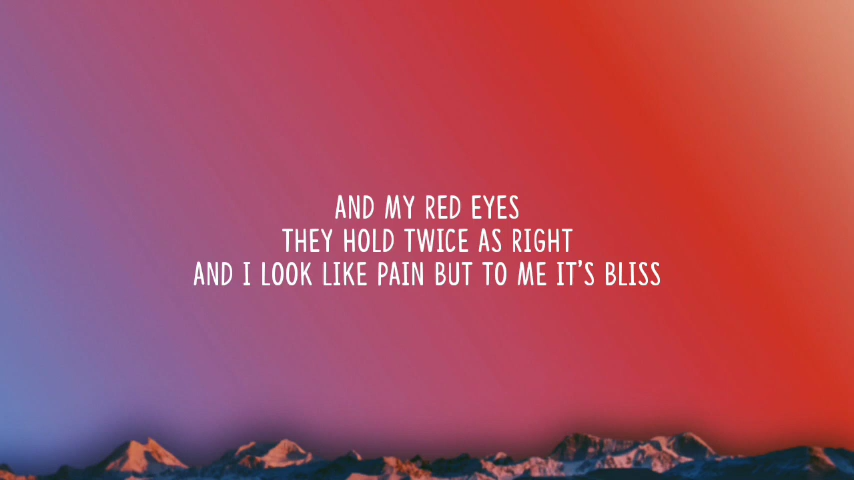 AND MY RED EYES
THEY HOLD TWICE AS RIGHT
AND I LOOK LIKE PAIN BUT TO ME IT'S BLISS